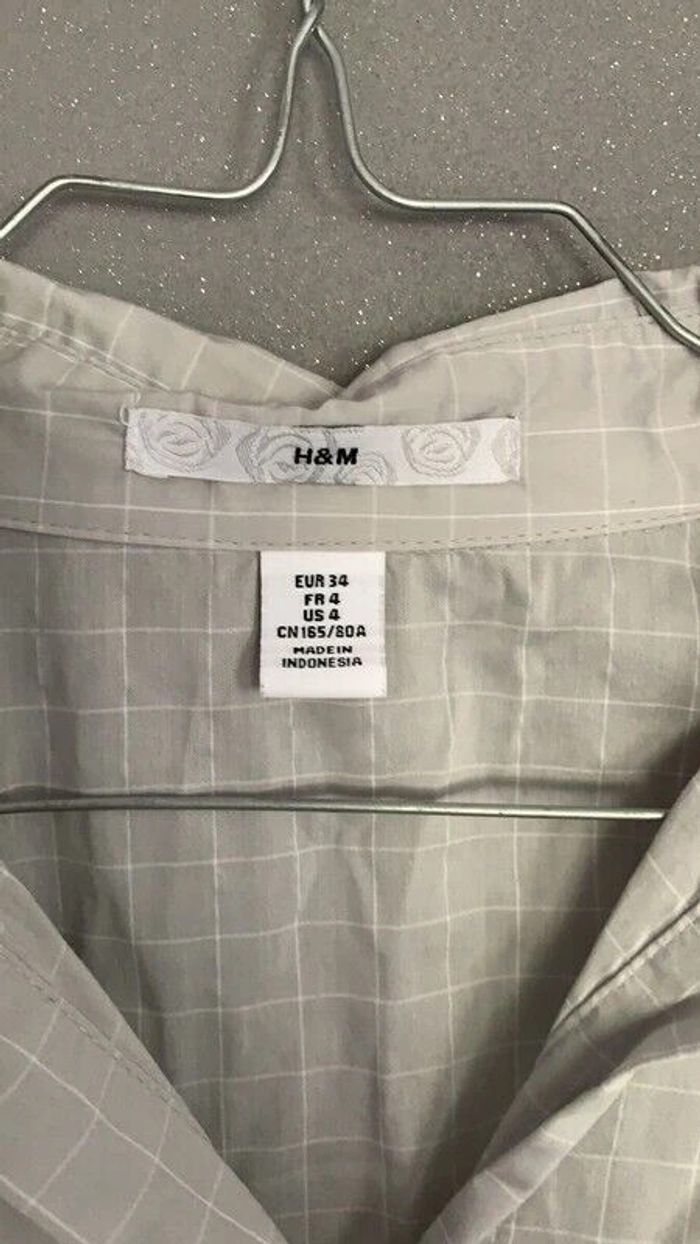 H&M
EUR 34
FR 4
US 4
CN165/80A
MADE IN
INDONESIA